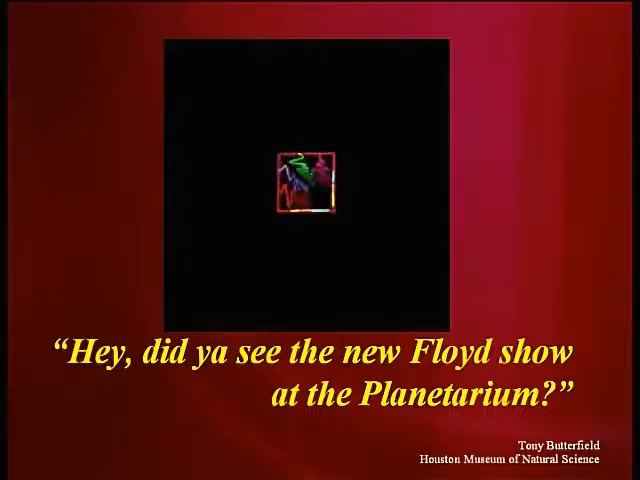 “Hey, did ya see the new Floyd show
at the Planetarium?”
Tony Butterfield
Houston Museum of Natural Science